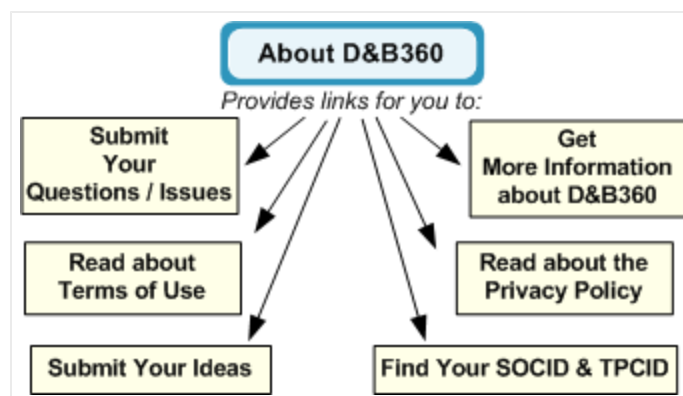 About D&B360
Provides links for you to:
Submit
Your
Questions / Issues
Get
More Information
about D&B360
Read about
Terms of Use
Read about the
Privacy Policy
Submit Your Ideas
Find Your SOCID & TPCID